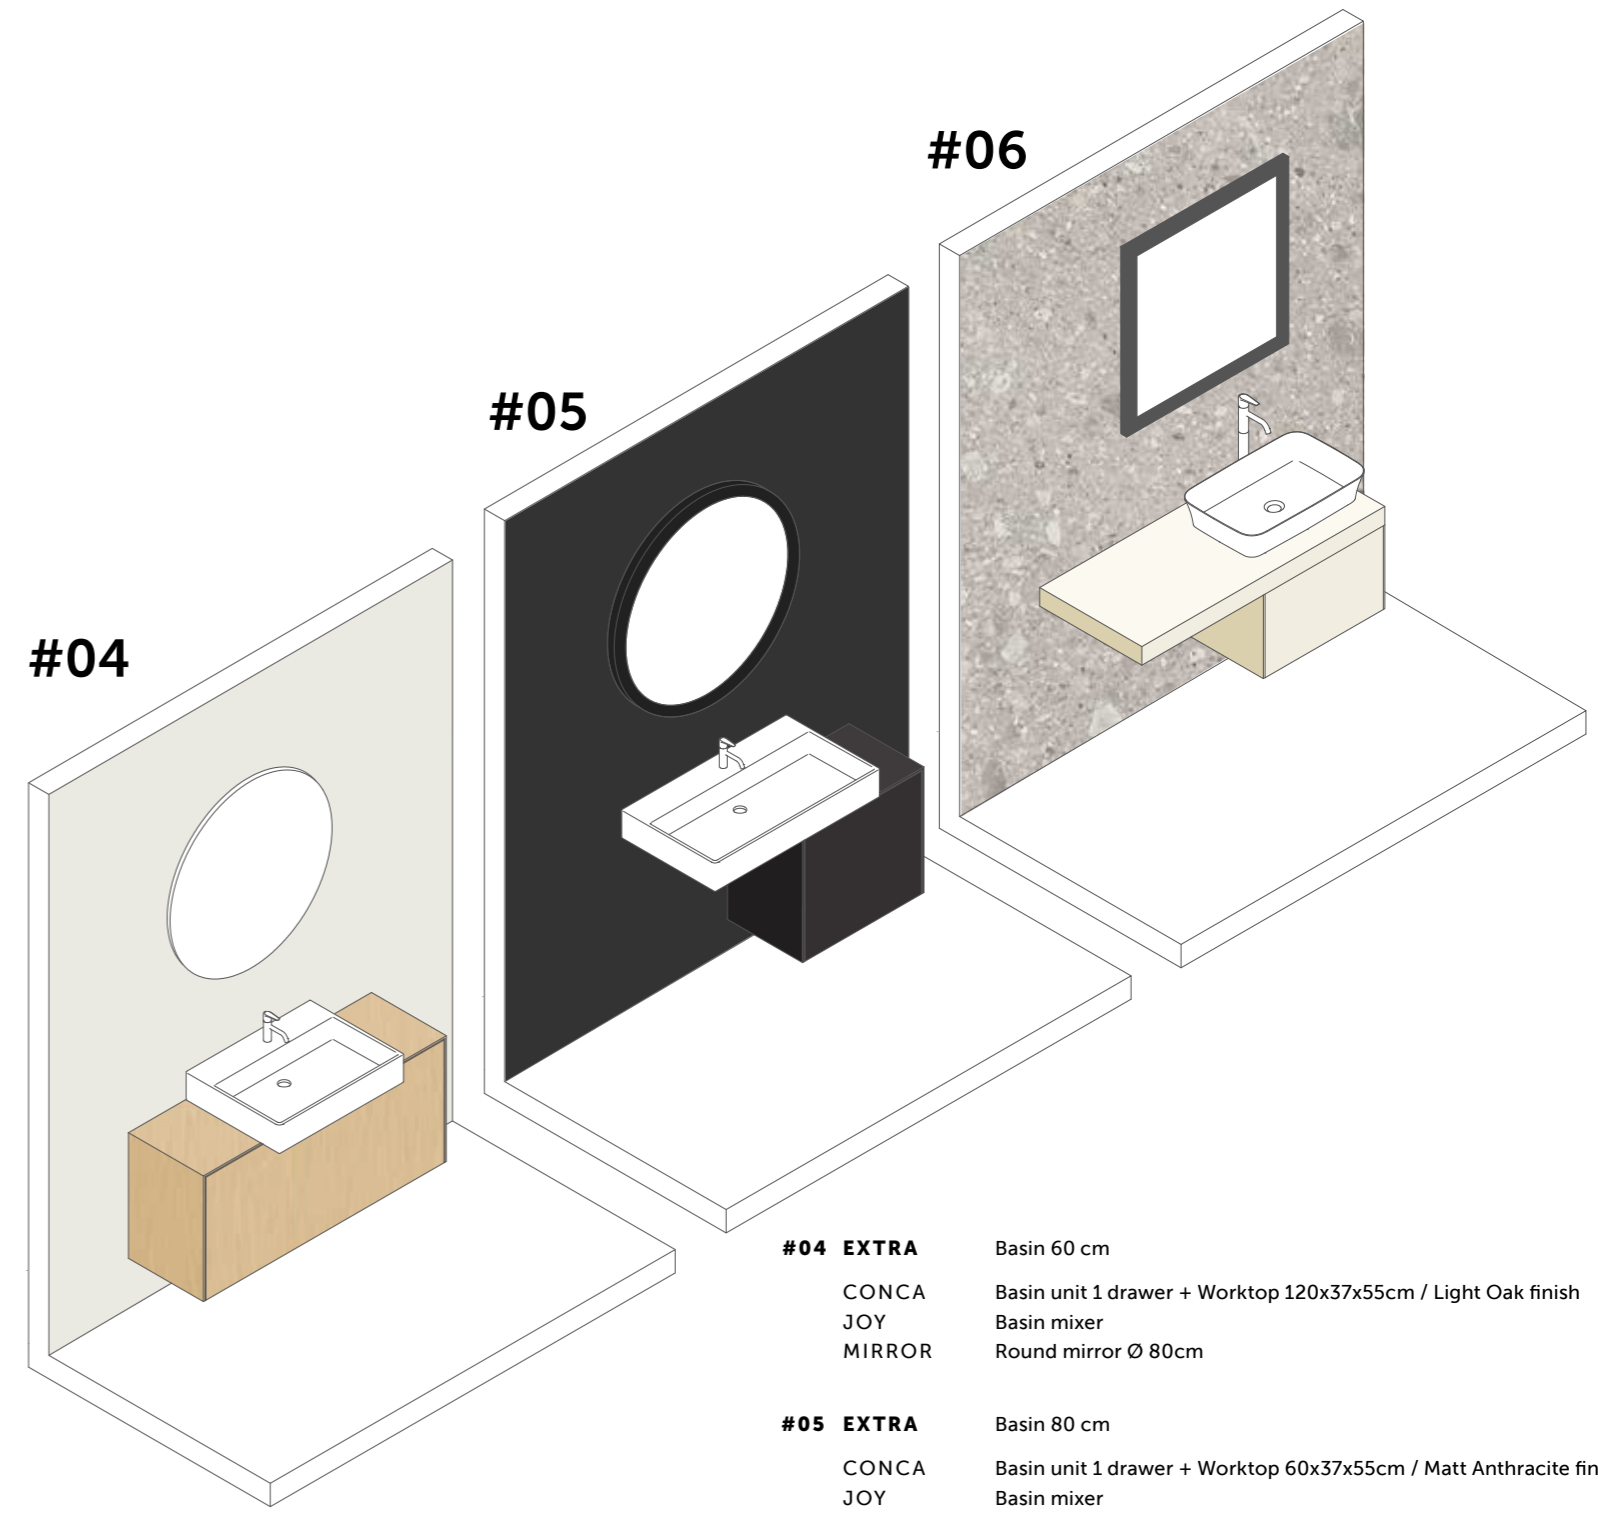 #06
#05
#04
#04 EXTRA Basin 60 cm
CONCA Basin unit 1 drawer + Worktop 120x37x55cm / Light Oak finish
JOY Basin mixer
MIRROR Round mirror Ø 80cm
#05 EXTRA Basin 80 cm
CONCA Basin unit 1 drawer + Worktop 60x37x55cm / Matt Anthracite fin
JOY Basin mixer